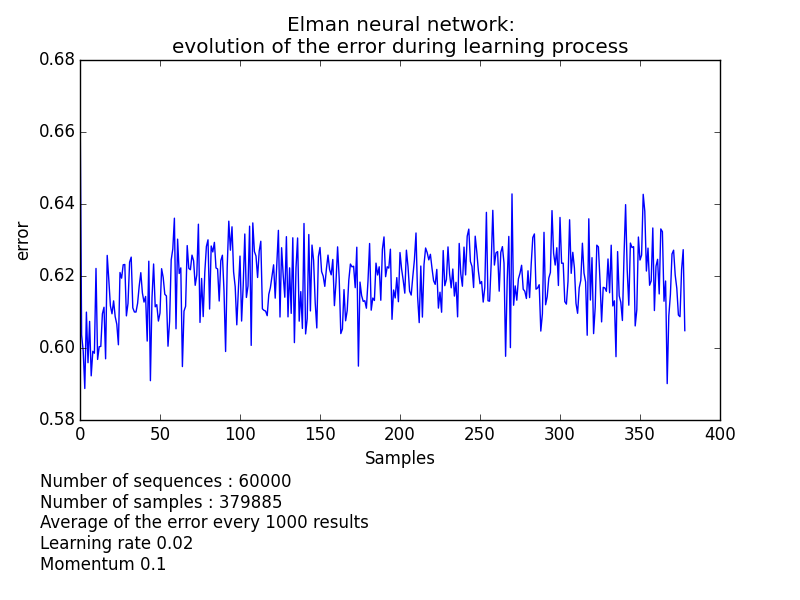 Elman neural network:
evolution of the error during learning process
0.68
0.66
0.64
0.62
0.60
0.58
error
0 50 100 150 200 250 300 350 400
Samples
Number of sequences : 60000
Number of samples : 379885
Average of the error every 1000 results
Learning rate 0.02
Momentum 0.1